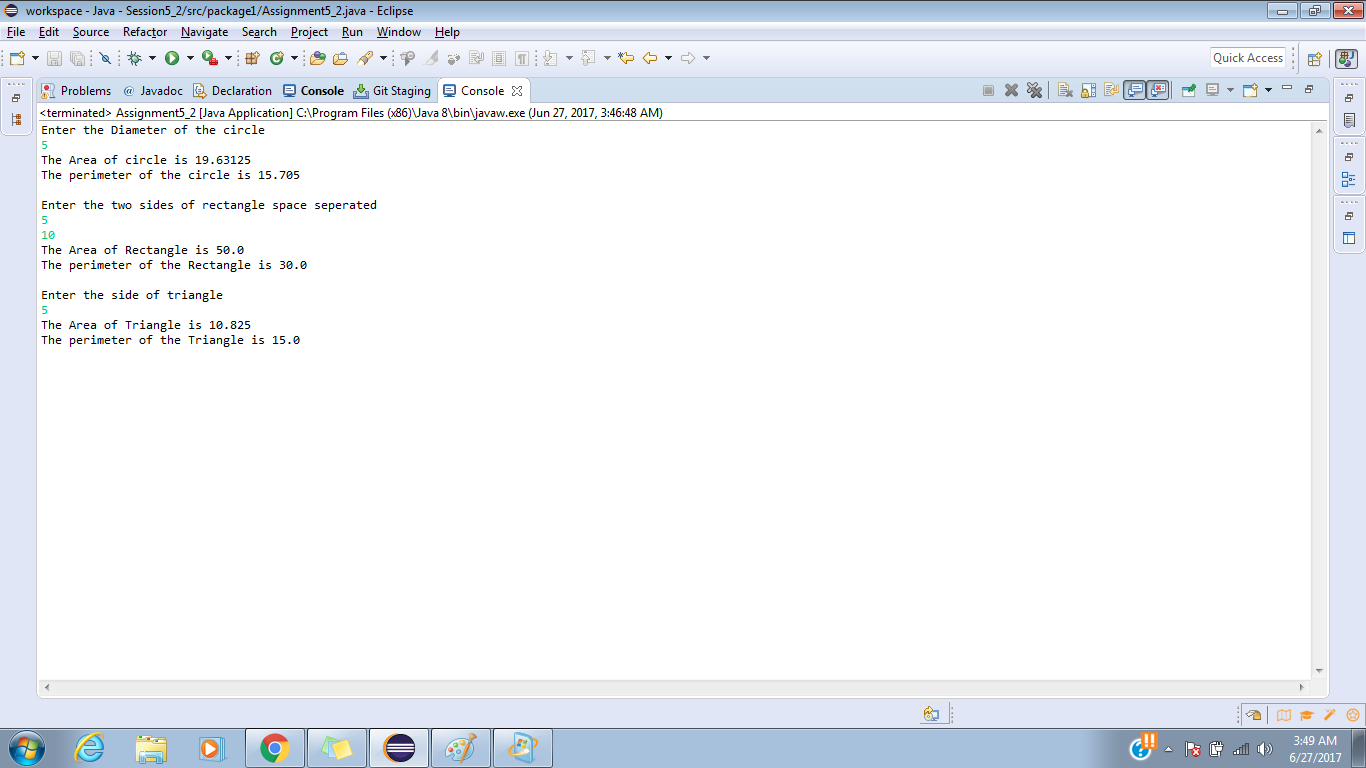 workspace - Java - Session5_2/src/package1/Assignment5_2.java - Eclipse
File Edit Source Refactor Navigate Search Project Run Window Help
Quick Access
Problems @ Javadoc Declaration Console Git Staging Console
<terminated> Assignment5_2 [Java Application] C:\Program Files (x86)\Java 8\bin\javaw.exe (Jun 27, 2017, 3:46:48 AM)
Enter the Diameter of the circle
5
The Area of circle is 19.63125
The perimeter of the circle is 15.705
Enter the two sides of rectangle space seperated
5
10
The Area of Rectangle is 50.0
The perimeter of the Rectangle is 30.0
Enter the side of triangle
5
The Area of Triangle is 10.825
The perimeter of the Triangle is 15.0
3:49 AM
6/27/2017